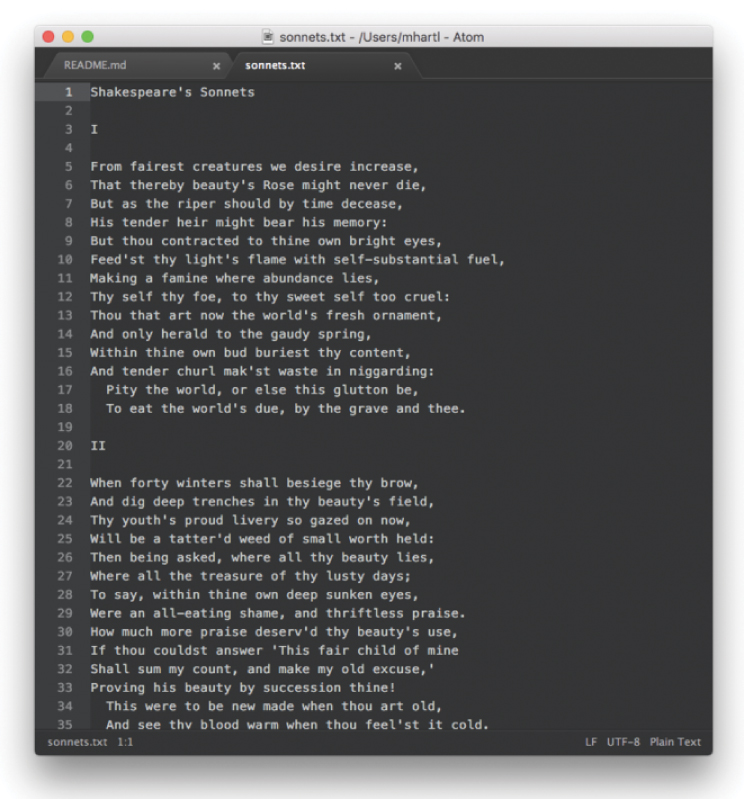 sonnets.txt - /Users/mhartl - Atom
README.md x sonnets.txt x
1 Shakespeare's Sonnets
2
3 I
4
5 From fairest creatures we desire increase,
6 That thereby beauty's Rose might never die,
7 But as the riper should by time decease,
8 His tender heir might bear his memory:
9 But thou contracted to thine own bright eyes,
10 Feed'st thy light's flame with self-substantial fuel,
11 Making a famine where abundance lies,
12 Thy self thy foe, to thy sweet self too cruel:
13 Thou that art now the world's fresh ornament,
14 And only herald to the gaudy spring,
15 Within thine own bud buriest thy content,
16 And tender churl mak'st waste in niggarding:
17 Pity the world, or else this glutton be,
18 To eat the world's due, by the grave and thee.
19
20 II
21
22 When forty winters shall besiege thy brow,
23 And dig deep trenches in thy beauty's field,
24 Thy youth's proud livery so gazed on now,
25 Will be a tatter'd weed of small worth held:
26 Then being asked, where all thy beauty lies,
27 Where all the treasure of thy lusty days;
28 To say, within thine own deep sunken eyes,
29 Were an all-eating shame, and thriftless praise.
30 How much more praise deserv'd thy beauty's use,
31 If thou couldst answer 'This fair child of mine
32 Shall sum my count, and make my old excuse,'
33 Proving his beauty by succession thine!
34 This were to be new made when thou art old,
35 And see thy blood warm when thou feel'st it cold.
sonnets.txt 1:1 LF UTF-8 Plain Text